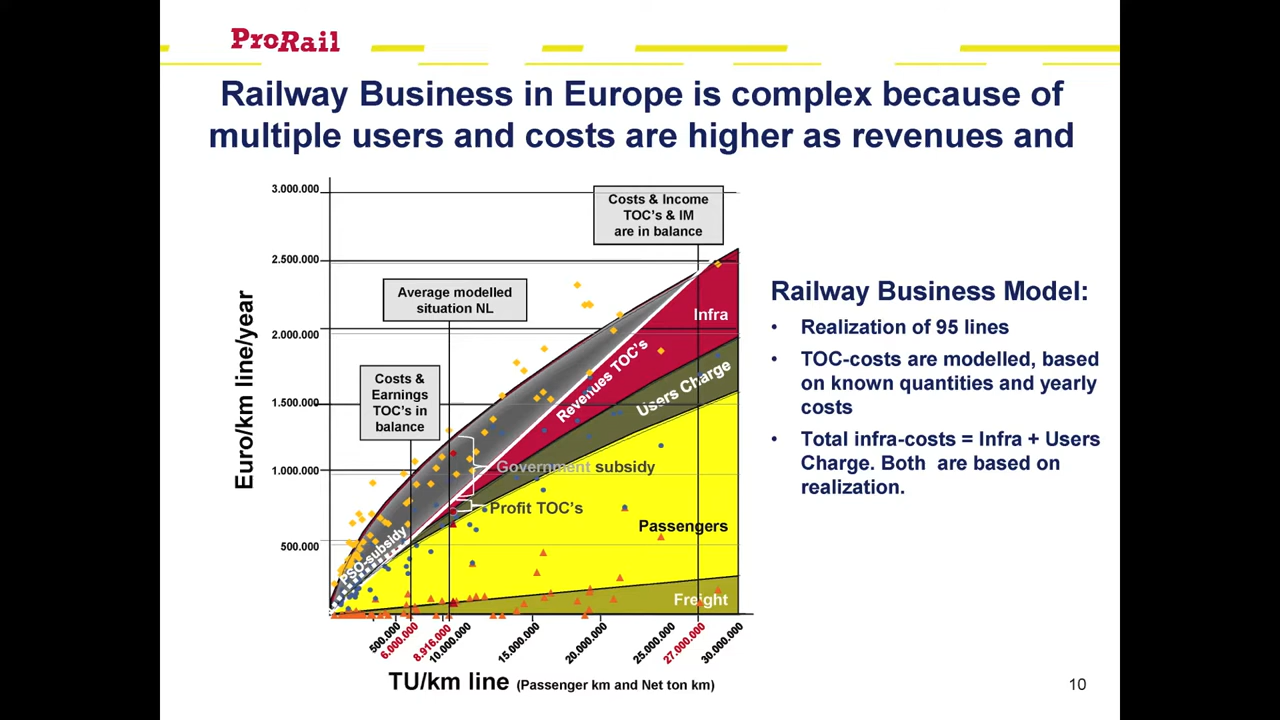 ProRail
Railway Business in Europe is complex because of
multiple users and costs are higher as revenues and
3.000.000
2.500.000
2.000.000
1.500.000
1.000.000
500.000
Euro/km line/year
Costs & Income
TOC's & IM
are in balance
Average modelled
situation NL
Costs &
Earnings
TOC's in
balance
Infra
Revenues TOC's
Users Charge
Government subsidy
Profit TOC's
PSO-subsidy
Passengers
Freight
500.000
6.000.000
8.916.000
10.000.000
15.000.000
20.000.000
25.000.000
27.000.000
30.000.000
TU/km line (Passenger km and Net ton km)
Railway Business Model:
• Realization of 95 lines
• TOC-costs are modelled, based
on known quantities and yearly
costs
• Total infra-costs = Infra + Users
Charge. Both are based on
realization.
10